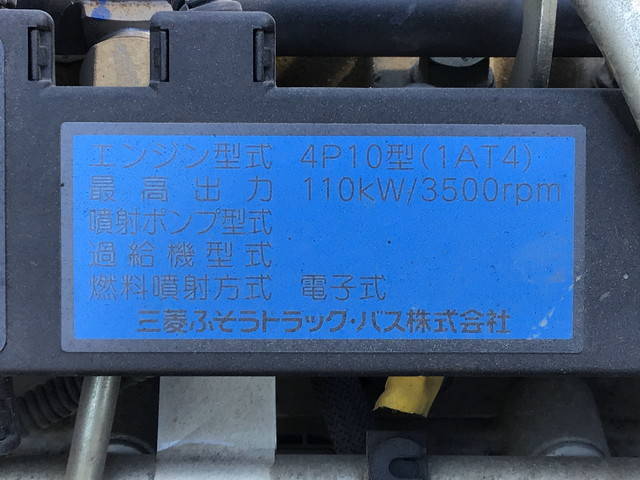 エンジン型式 4P10型(1AT4)
最高出力 110kW/3500rpm
噴射ポンプ型式
過給機型式
燃料噴射方式 電子式
三菱ふそうトラック・バス株式会社